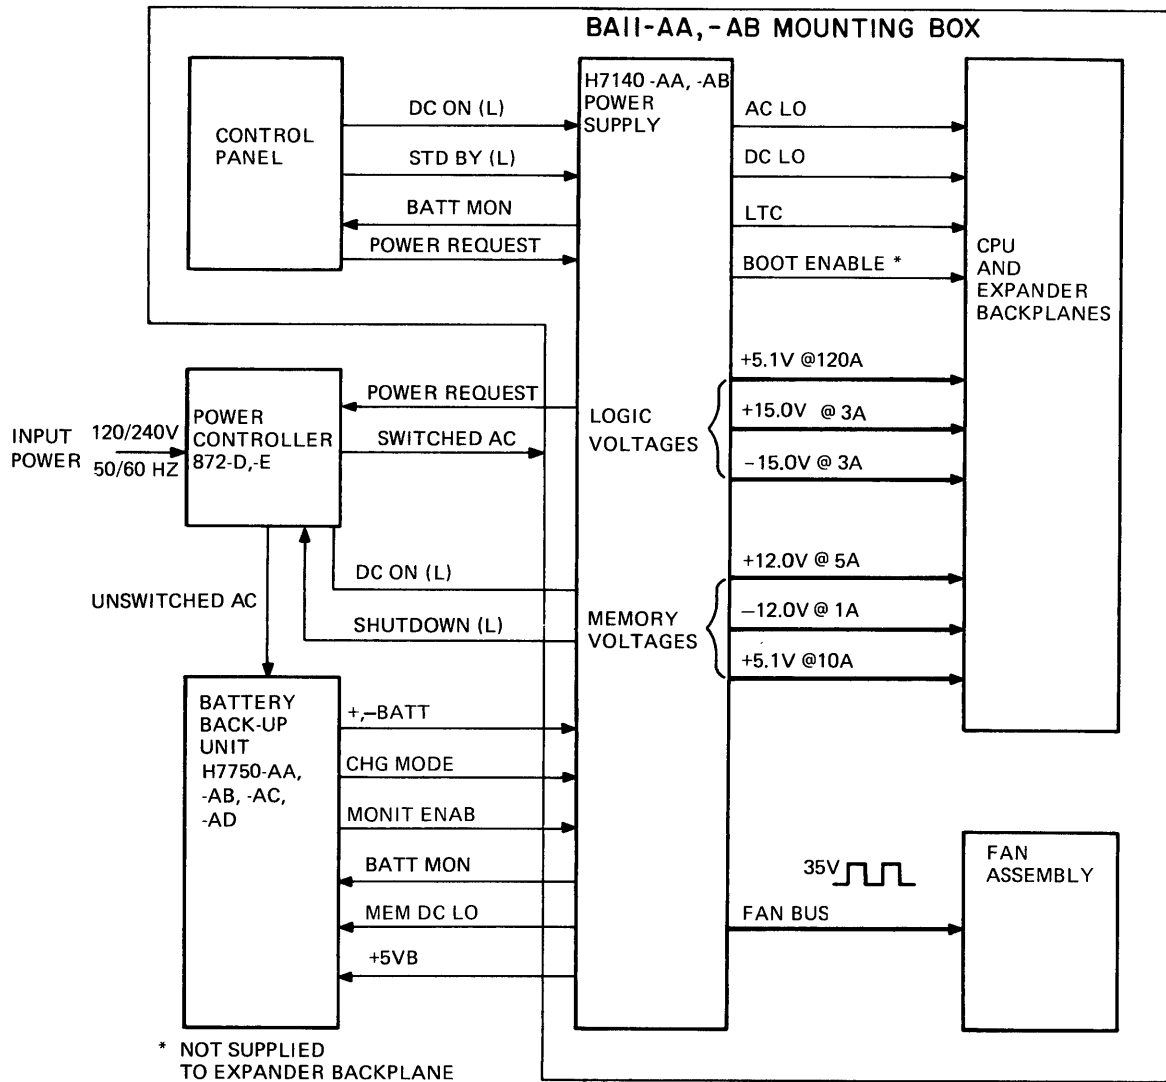 BA11-AA, -AB MOUNTING BOX
CONTROL
PANEL
DC ON (L)
STD BY (L)
BATT MON
POWER REQUEST
H7140 -AA, -AB
POWER
SUPPLY
AC LO
DC LO
LTC
BOOT ENABLE *
CPU
AND
EXPANDER
BACKPLANES
INPUT
POWER
120/240V
50/60 HZ
POWER
CONTROLLER
872-D,-E
POWER REQUEST
SWITCHED AC
LOGIC
VOLTAGES
+5.1V @120A
+15.0V @ 3A
-15.0V @ 3A
UNSWITCHED AC
DC ON (L)
SHUTDOWN (L)
MEMORY
VOLTAGES
+12.0V @ 5A
-12.0V @ 1A
+5.1V @10A
BATTERY
BACK-UP
UNIT
H7750-AA,
-AB, -AC,
-AD
+,-BATT
CHG MODE
MONIT ENAB
BATT MON
MEM DC LO
+5VB
35V
FAN BUS
FAN
ASSEMBLY
* NOT SUPPLIED
TO EXPANDER BACKPLANE